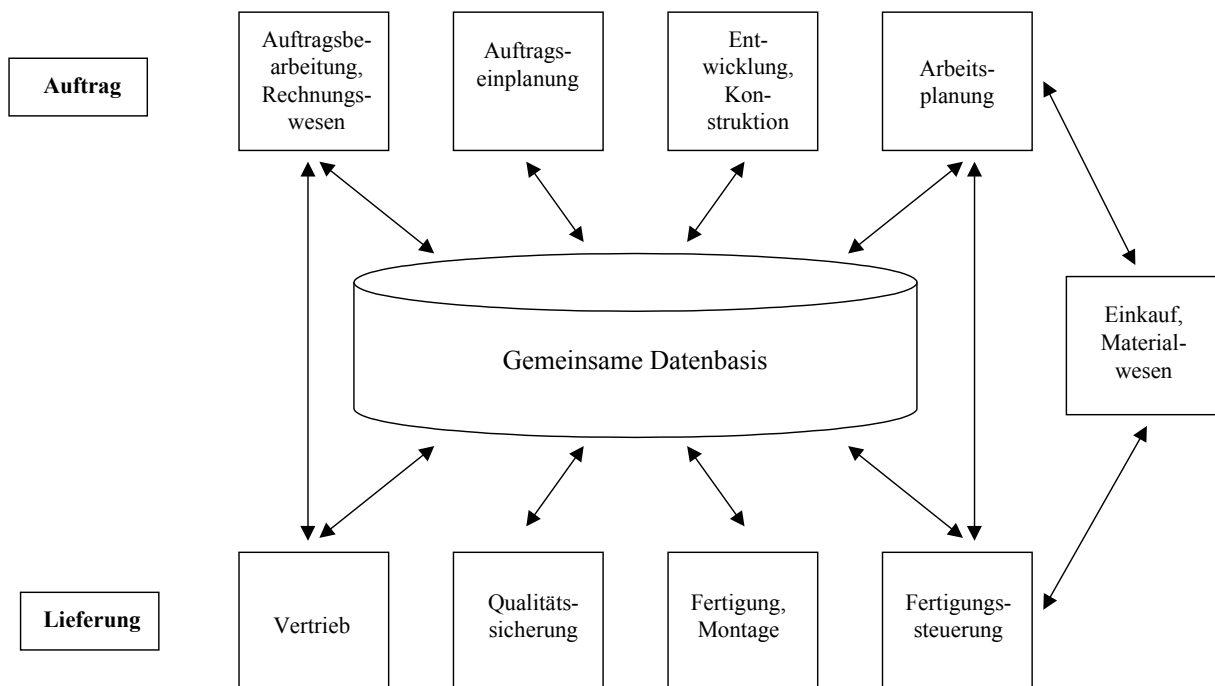 Auftrag
Auftragsbe-
arbeitung,
Rechnungs-
wesen
Auftrags-
einplanung
Ent-
wicklung,
Kon-
struktion
Arbeits-
planung
Gemeinsame Datenbasis
Einkauf,
Material-
wesen
Lieferung
Vertrieb
Qualitäts-
sicherung
Fertigung,
Montage
Fertigungs-
steuerung